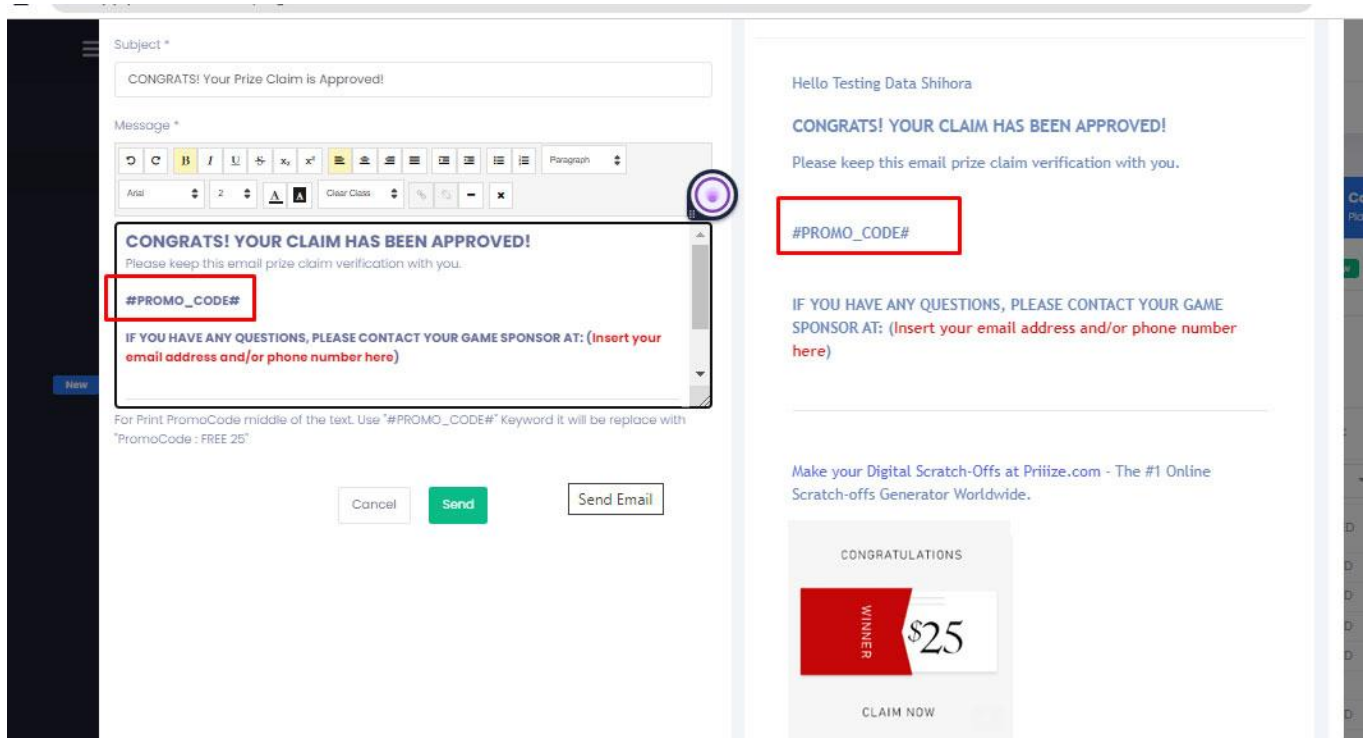 Subject *
CONGRATS! Your Prize Claim is Approved!
Message *
B I U S x₂ x² Paragraph
Arial 2 A A Clear Class
CONGRATS! YOUR CLAIM HAS BEEN APPROVED!
Please keep this email prize claim verification with you.
#PROMO_CODE#
IF YOU HAVE ANY QUESTIONS, PLEASE CONTACT YOUR GAME SPONSOR AT: (Insert your
email address and/or phone number here)
New
For Print PromoCode middle of the text. Use "#PROMO_CODE#" Keyword it will be replace with
"PromoCode : FREE 25"
Cancel
Send
Send Email
Hello Testing Data Shihora
CONGRATS! YOUR CLAIM HAS BEEN APPROVED!
Please keep this email prize claim verification with you.
#PROMO_CODE#
IF YOU HAVE ANY QUESTIONS, PLEASE CONTACT YOUR GAME
SPONSOR AT: (Insert your email address and/or phone number
here)
Make your Digital Scratch-Offs at Priiize.com - The #1 Online
Scratch-offs Generator Worldwide.
CONGRATULATIONS
WINNER
$25
CLAIM NOW